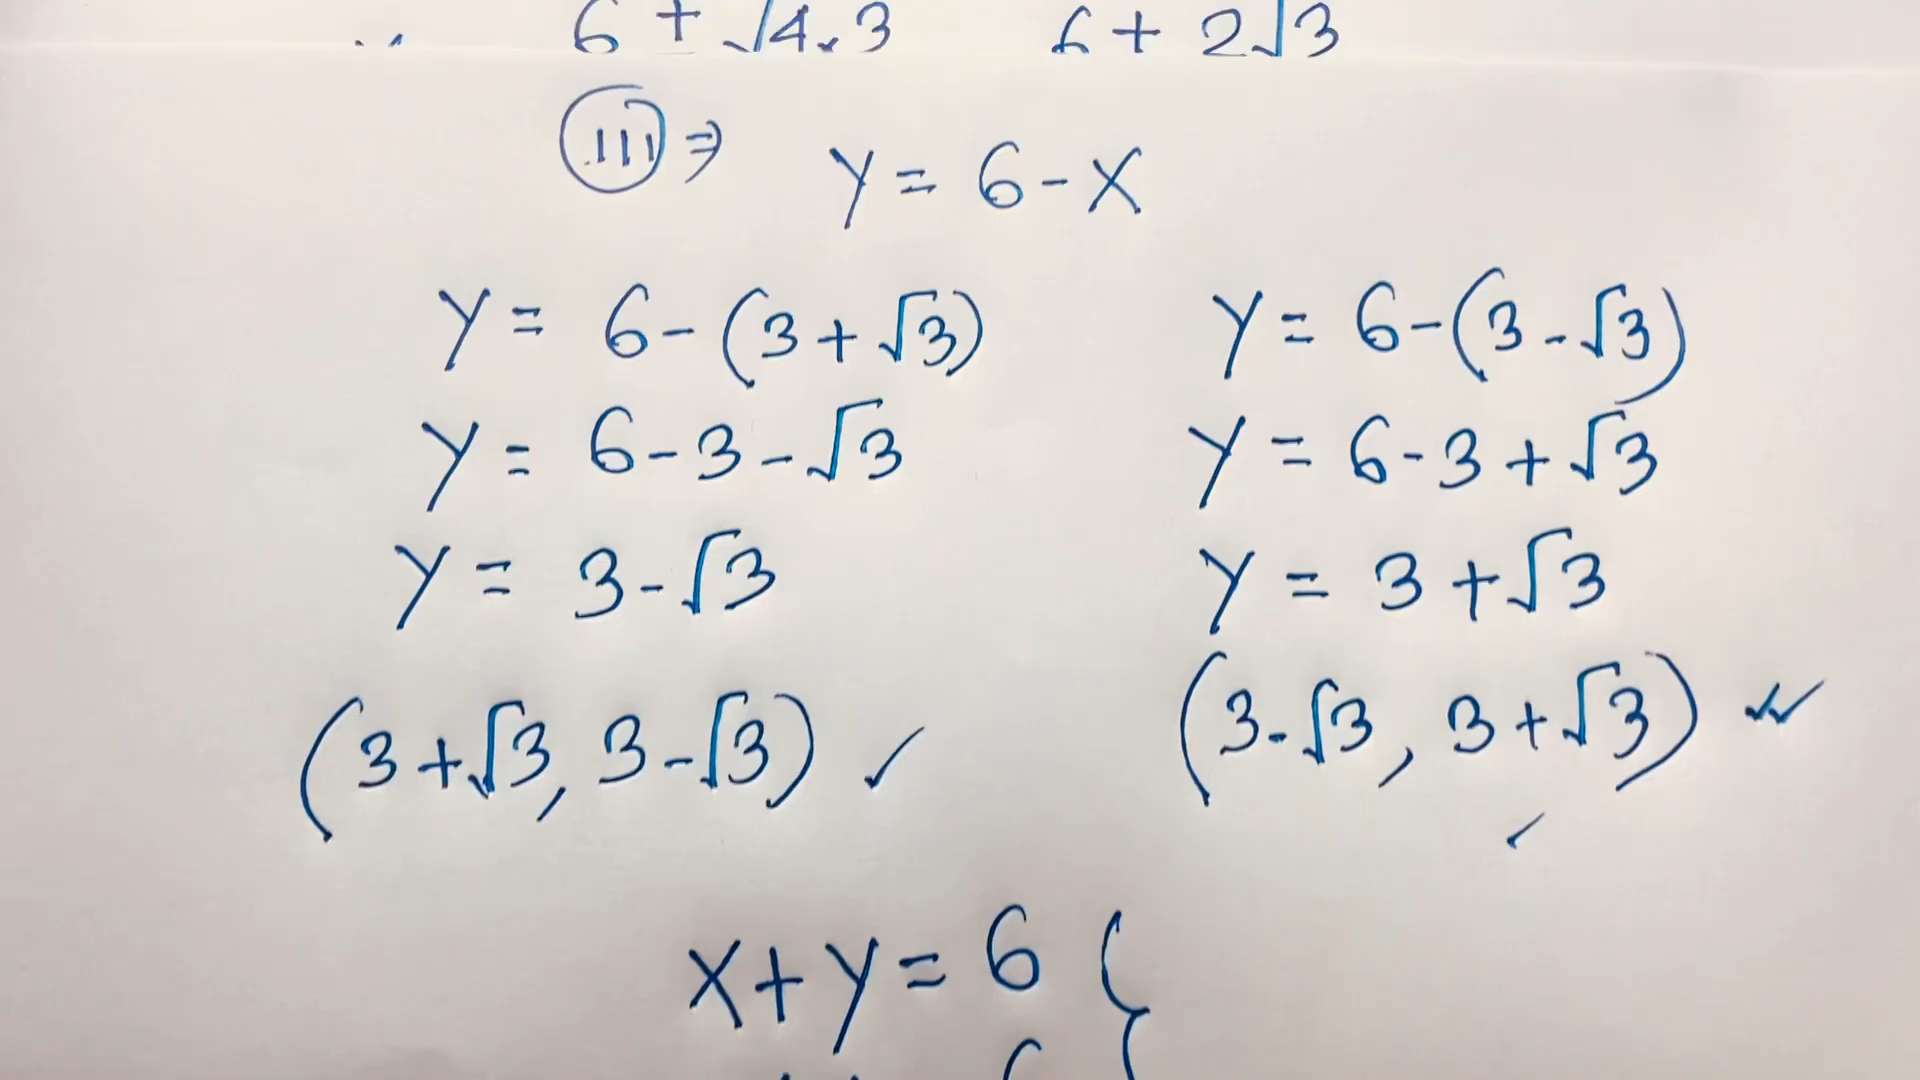 6 + √4.3 6 + 2√3
(III) ⇒ y = 6 - x
y = 6 - (3 + √3) y = 6 - (3 - √3)
y = 6 - 3 - √3 y = 6 - 3 + √3
y = 3 - √3 y = 3 + √3
(3 + √3, 3 - √3) ✓ (3 - √3, 3 + √3) ✓✓
✓
x + y = 6 }